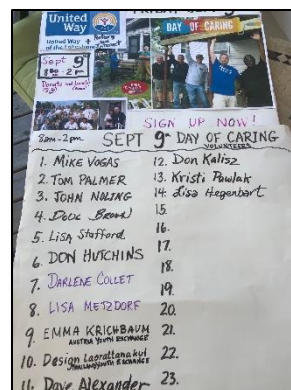 United
Way
United Way
of the Lakeshore
Rotary
DAY OF CARING
Sept 9
8am-2pm
SIGN UP NOW!
8am-2pm SEPT 9th DAY OF CARING
VOLUNTEERS
1. MIKE VOGAS
2. TOM PALMER
3. JOHN NOLING
4. Doug Brown
5. Lisa Stafford
6. DON HUTCHINS
7. DARLENE COLLET
8. LISA METZDORF
9. EMMA KRICHBAUM
AUSTRIA YOUTH EXCHANGE
10. Design Laorattanakul
YOUTH EXCHANGE
11. Dave Alexander
12. Don Kalisz
13. Kristi Pawlak
14. Lisa Hegenbart
15.
16.
17.
18.
19.
20.
21.
22.
23.